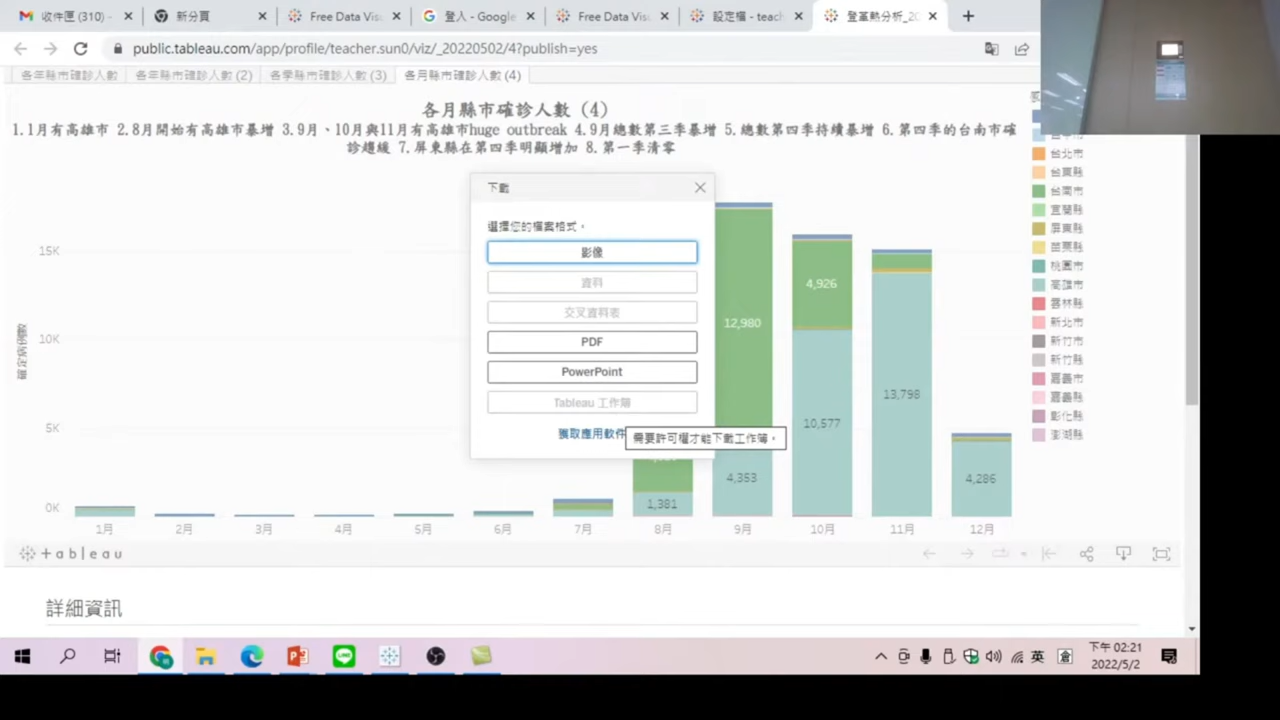 收件匣 (310) -
新分頁
Free Data Visu
登入 - Google
Free Data Visu
設定檔 - teach
登革熱分析_20
public.tableau.com/app/profile/teacher.sun0/viz/_20220502/4?publish=yes
各年縣市確診人數
各年縣市確診人數 (2)
各季縣市確診人數 (3)
各月縣市確診人數 (4)
各月縣市確診人數 (4)
1.1月有高雄市 2.8月開始有高雄市暴增 3.9月、10月與11月有高雄市huge outbreak 4.9月總數第三季暴增 5.總數第四季持續暴增 6.第四季的台南市確
診趨緩 7.屏東縣在第四季明顯增加 8.第一季清零
下載
選擇您的檔案格式。
影像
資料
交叉資料表
PDF
PowerPoint
Tableau 工作簿
獲取應用軟件
需要許可權才能下載工作簿。
確定病例數
15K
10K
5K
0K
12,980
4,353
1,381
4,926
10,577
13,798
4,286
1月
2月
3月
4月
5月
6月
7月
8月
9月
10月
11月
12月
台北市
台東縣
台南市
宜蘭縣
屏東縣
苗栗縣
桃園市
高雄市
雲林縣
新北市
新竹市
新竹縣
嘉義市
嘉義縣
彰化縣
澎湖縣
+ableau
詳細資訊
英
下午 02:21
2022/5/2